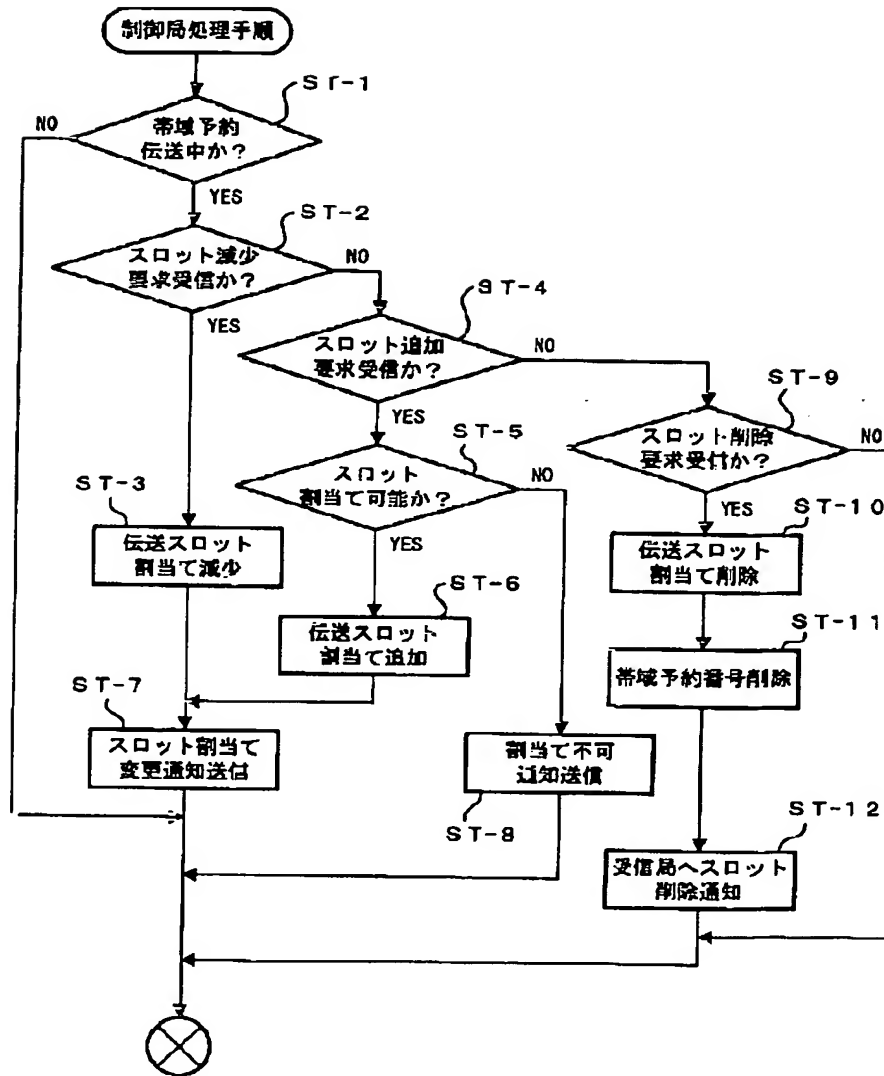 制御局処理手順
ST-1
帯域予約
伝送中か？
NO
YES
ST-2
スロット減少
要求受信か？
NO
YES
ST-4
スロット追加
要求受信か？
NO
YES
ST-9
スロット削除
要求受信か？
NO
YES
ST-5
スロット
割当て可能か？
NO
YES
ST-3
伝送スロット
割当て減少
ST-10
伝送スロット
割当て削除
ST-6
伝送スロット
割当て追加
ST-11
帯域予約番号削除
ST-7
スロット割当て
変更通知送信
割当て不可
通知送信
ST-8
ST-12
受信局へスロット
削除通知